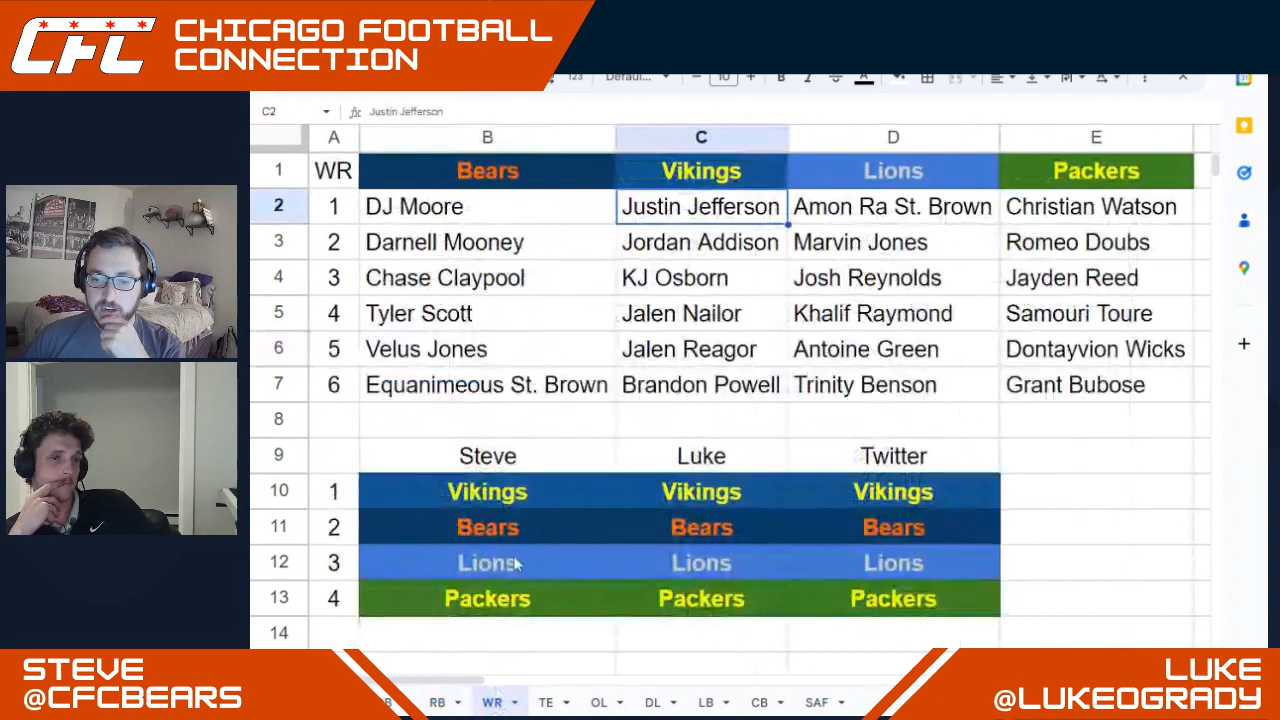 CFC CHICAGO FOOTBALL
CONNECTION
123 Defaul... 10 B I A
C2 fx Justin Jefferson
A B C D E
1 WR Bears Vikings Lions Packers
2 1 DJ Moore Justin Jefferson Amon Ra St. Brown Christian Watson
3 2 Darnell Mooney Jordan Addison Marvin Jones Romeo Doubs
4 3 Chase Claypool KJ Osborn Josh Reynolds Jayden Reed
5 4 Tyler Scott Jalen Nailor Khalif Raymond Samouri Toure
6 5 Velus Jones Jalen Reagor Antoine Green Dontayvion Wicks
7 6 Equanimeous St. Brown Brandon Powell Trinity Benson Grant Bubose
8
9 Steve Luke Twitter
10 1 Vikings Vikings Vikings
11 2 Bears Bears Bears
12 3 Lions Lions Lions
13 4 Packers Packers Packers
14
B RB WR TE OL DL LB CB SAF
STEVE
@CFCBEARS
LUKE
@LUKEOGRADY